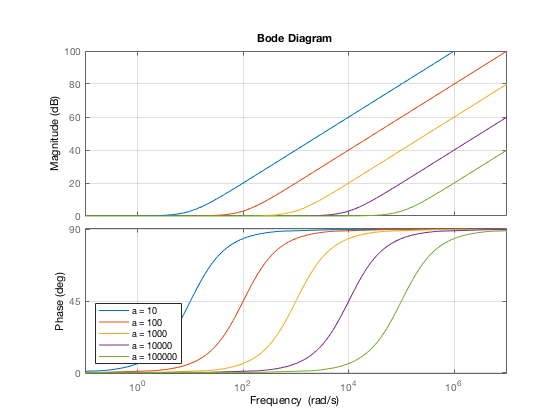 Bode Diagram
Magnitude (dB)
100
80
60
40
20
0
Phase (deg)
90
45
0
a = 10
a = 100
a = 1000
a = 10000
a = 100000
10^0 10^2 10^4 10^6
Frequency (rad/s)